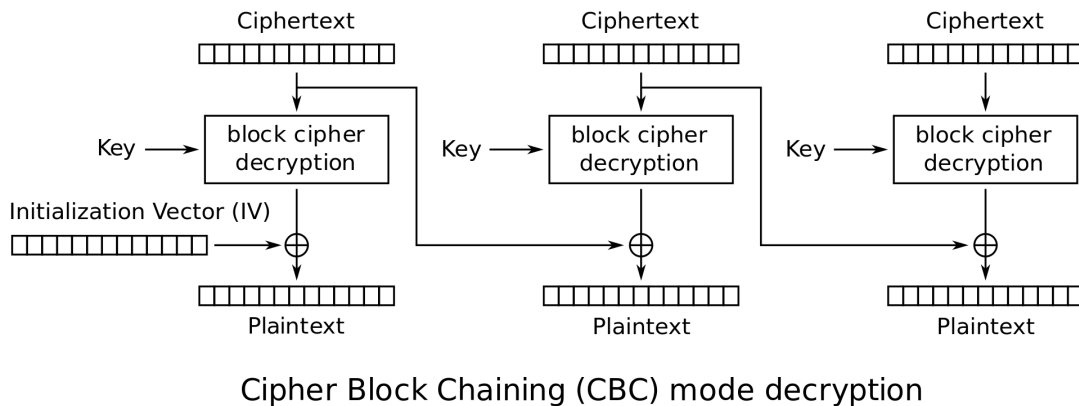 Ciphertext
Ciphertext
Ciphertext
Key
block cipher
decryption
Key
block cipher
decryption
Key
block cipher
decryption
Initialization Vector (IV)
Plaintext
Plaintext
Plaintext
Cipher Block Chaining (CBC) mode decryption